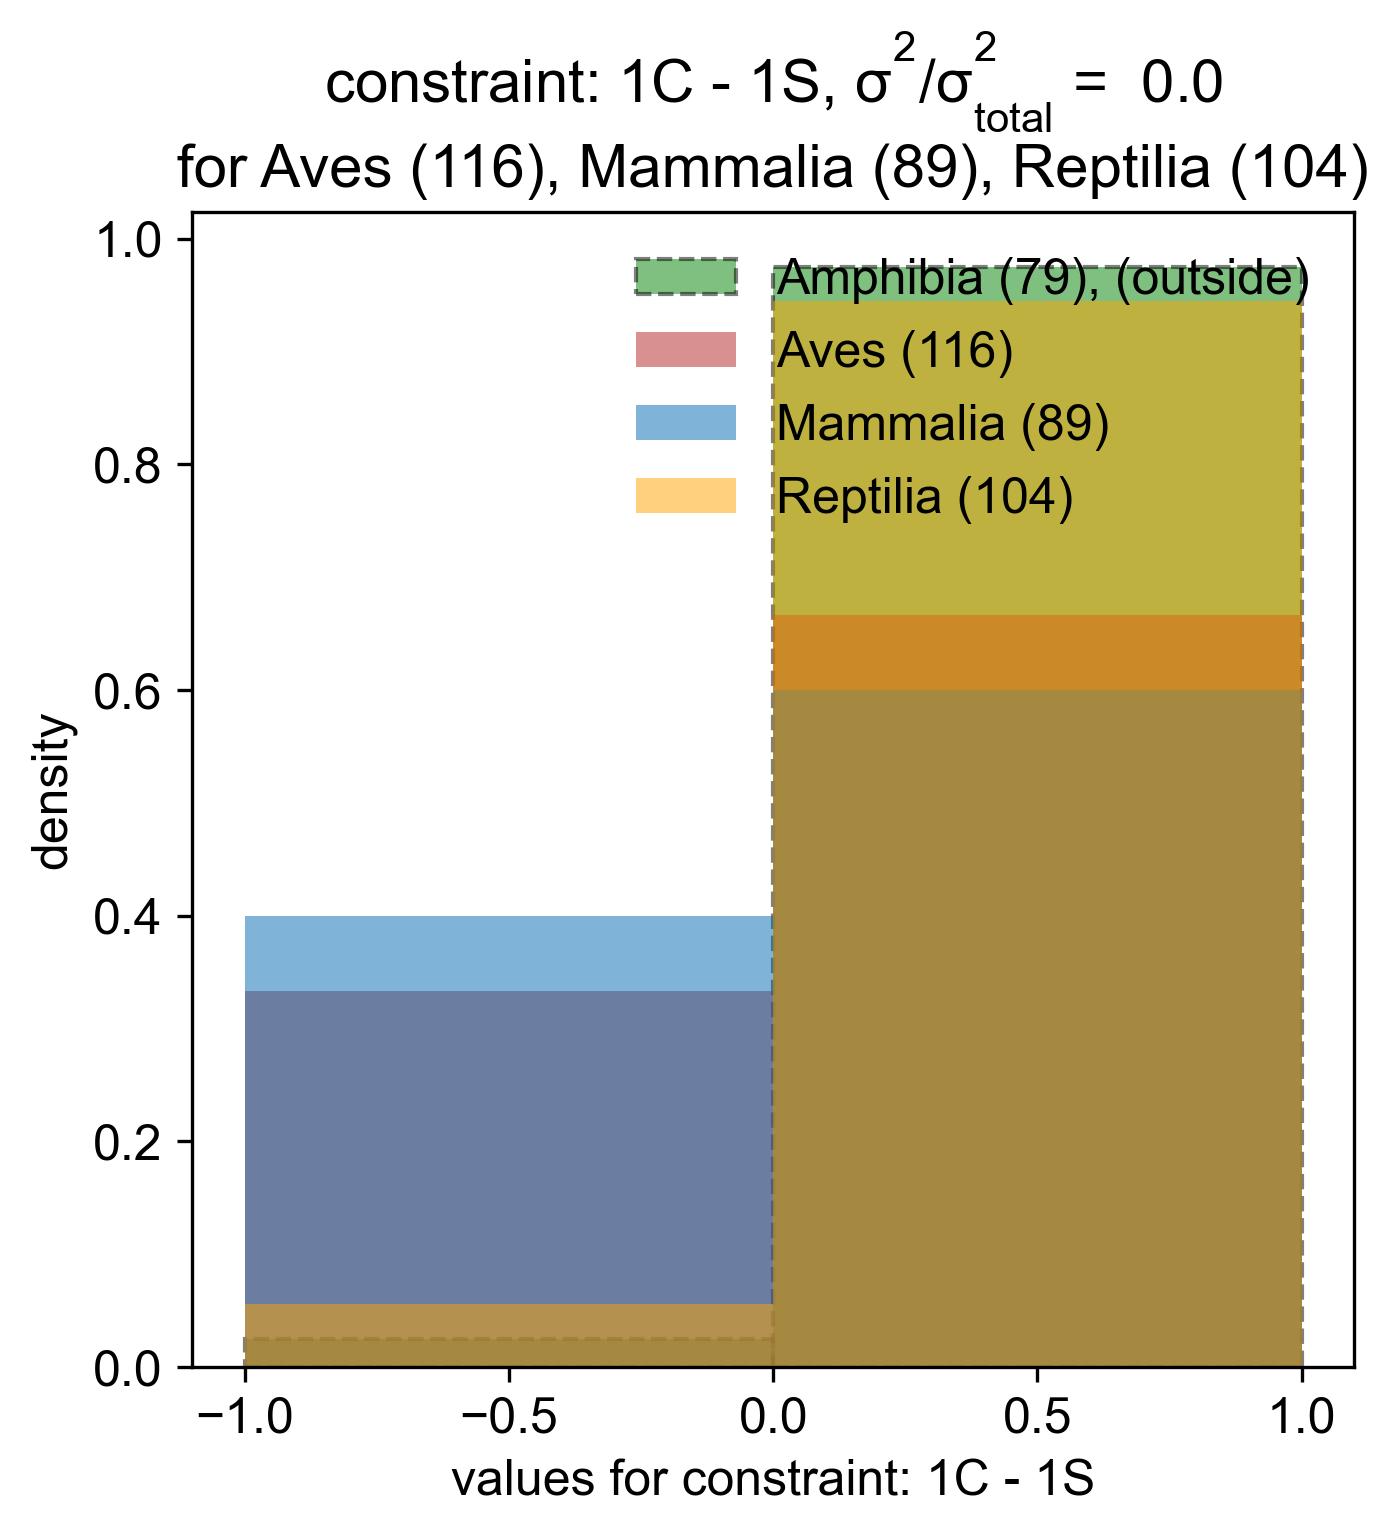 constraint: 1C - 1S, σ²/σ²total = 0.0
for Aves (116), Mammalia (89), Reptilia (104)
1.0
0.8
0.6
0.4
0.2
0.0
density
Amphibia (79), (outside)
Aves (116)
Mammalia (89)
Reptilia (104)
−1.0 −0.5 0.0 0.5 1.0
values for constraint: 1C - 1S